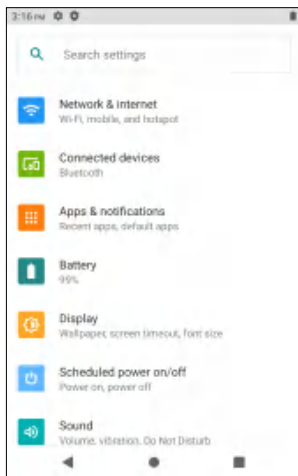 3:16 PM
Search settings
Network & internet
Wi-Fi, mobile, and hotspot
Connected devices
Bluetooth
Apps & notifications
Recent apps, default apps
Battery
99%
Display
Wallpaper, screen timeout, font size
Scheduled power on/off
Power on, power off
Sound
Volume, vibration, Do Not Disturb